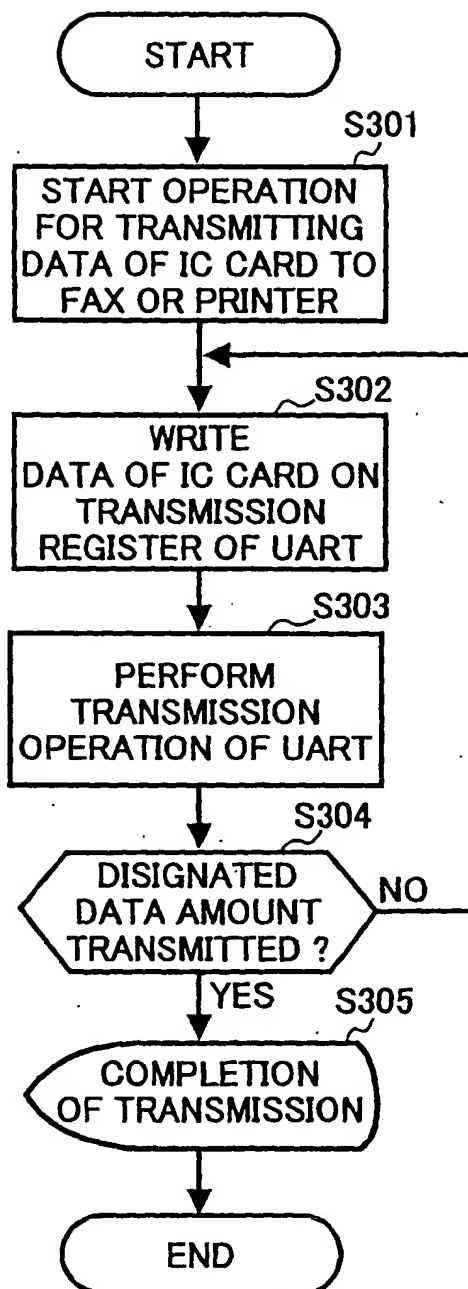 START
S301
START OPERATION
FOR TRANSMITTING
DATA OF IC CARD TO
FAX OR PRINTER
S302
WRITE
DATA OF IC CARD ON
TRANSMISSION
REGISTER OF UART
S303
PERFORM
TRANSMISSION
OPERATION OF UART
S304
DISIGNATED
DATA AMOUNT
TRANSMITTED ?
NO
YES
S305
COMPLETION
OF TRANSMISSION
END